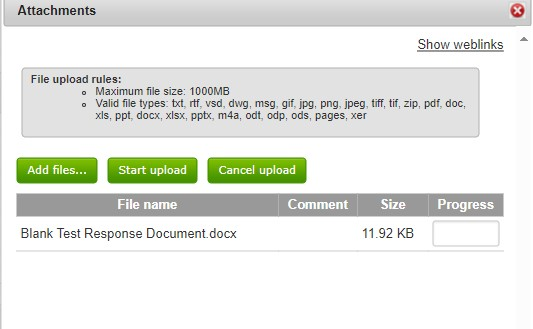 Attachments
Show weblinks
File upload rules:
Maximum file size: 1000MB
Valid file types: txt, rtf, vsd, dwg, msg, gif, jpg, png, jpeg, tiff, tif, zip, pdf, doc,
xls, ppt, docx, xlsx, pptx, m4a, odt, odp, ods, pages, xer
Add files... Start upload Cancel upload
File name Comment Size Progress
Blank Test Response Document.docx 11.92 KB